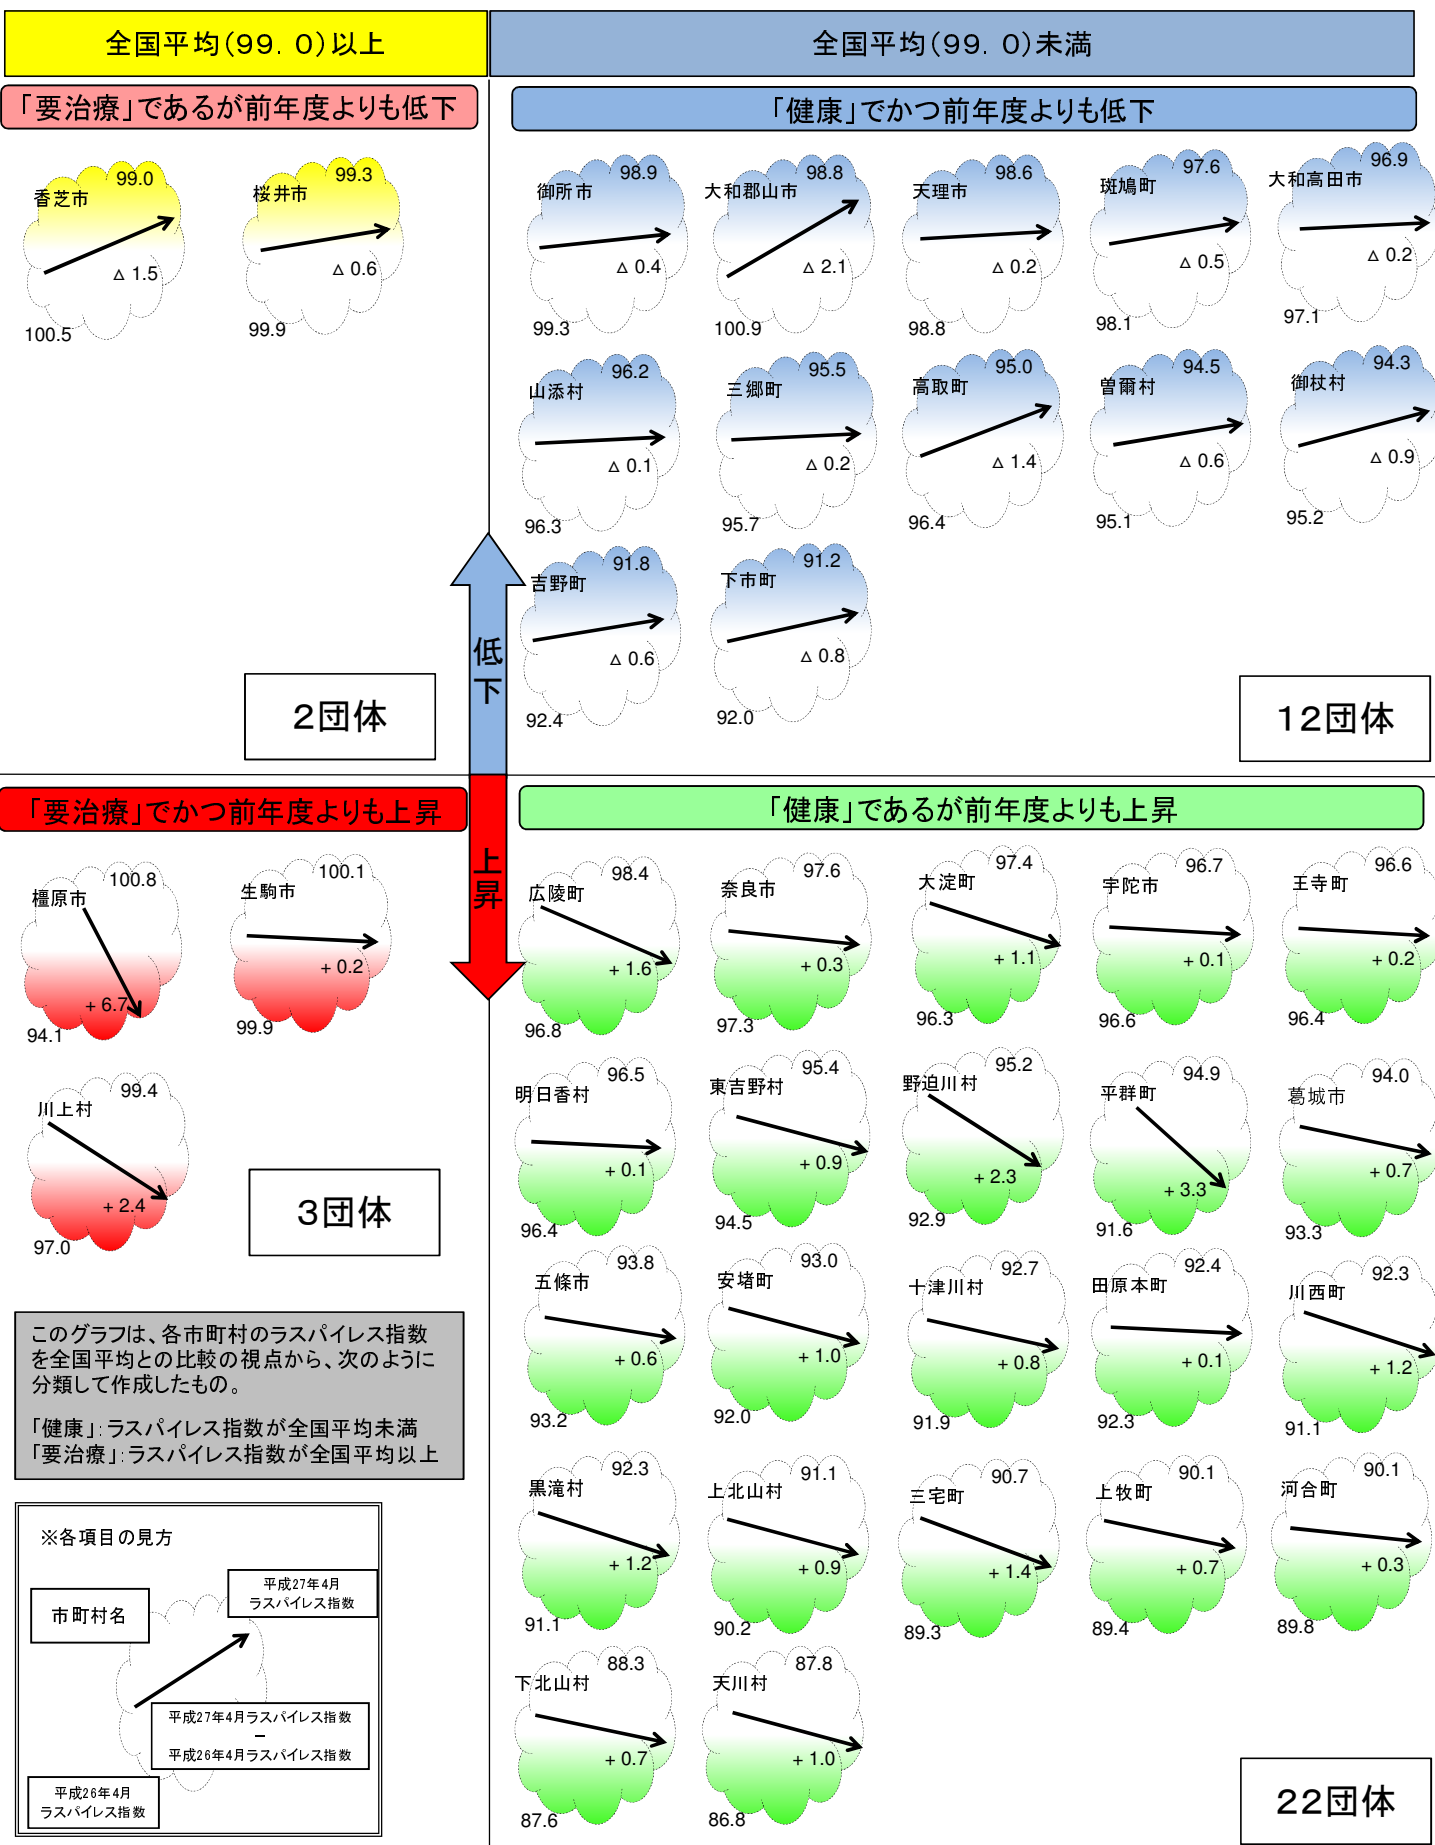 全国平均(99. 0)以上
全国平均(99. 0)未満
「要治療」であるが前年度よりも低下
「健康」でかつ前年度よりも低下
香芝市
99.0
△ 1.5
100.5
桜井市
99.3
△ 0.6
99.9
御所市
98.9
△ 0.4
99.3
大和郡山市
98.8
△ 2.1
100.9
天理市
98.6
△ 0.2
98.8
斑鳩町
97.6
△ 0.5
98.1
大和高田市
96.9
△ 0.2
97.1
山添村
96.2
△ 0.1
96.3
三郷町
95.5
△ 0.2
95.7
高取町
95.0
△ 1.4
96.4
曽爾村
94.5
△ 0.6
95.1
御杖村
94.3
△ 0.9
95.2
吉野町
91.8
△ 0.6
92.4
下市町
91.2
△ 0.8
92.0
低下
2団体
12団体
「要治療」でかつ前年度よりも上昇
「健康」であるが前年度よりも上昇
上昇
橿原市
100.8
+ 6.7
94.1
生駒市
100.1
+ 0.2
99.9
川上村
99.4
+ 2.4
97.0
3団体
広陵町
98.4
+ 1.6
96.8
奈良市
97.6
+ 0.3
97.3
大淀町
97.4
+ 1.1
96.3
宇陀市
96.7
+ 0.1
96.6
王寺町
96.6
+ 0.2
96.4
明日香村
96.5
+ 0.1
96.4
東吉野村
95.4
+ 0.9
94.5
野迫川村
95.2
+ 2.3
92.9
平群町
94.9
+ 3.3
91.6
葛城市
94.0
+ 0.7
93.3
五條市
93.8
+ 0.6
93.2
安堵町
93.0
+ 1.0
92.0
十津川村
92.7
+ 0.8
91.9
田原本町
92.4
+ 0.1
92.3
川西町
92.3
+ 1.2
91.1
黒滝村
92.3
+ 1.2
91.1
上北山村
91.1
+ 0.9
90.2
三宅町
90.7
+ 1.4
89.3
上牧町
90.1
+ 0.7
89.4
河合町
90.1
+ 0.3
89.8
下北山村
88.3
+ 0.7
87.6
天川村
87.8
+ 1.0
86.8
22団体
このグラフは、各市町村のラスパイレス指数
を全国平均との比較の視点から、次のように
分類して作成したもの。
「健康」：ラスパイレス指数が全国平均未満
「要治療」：ラスパイレス指数が全国平均以上
※各項目の見方
市町村名
平成27年4月
ラスパイレス指数
平成27年4月ラスパイレス指数
－
平成26年4月ラスパイレス指数
平成26年4月
ラスパイレス指数